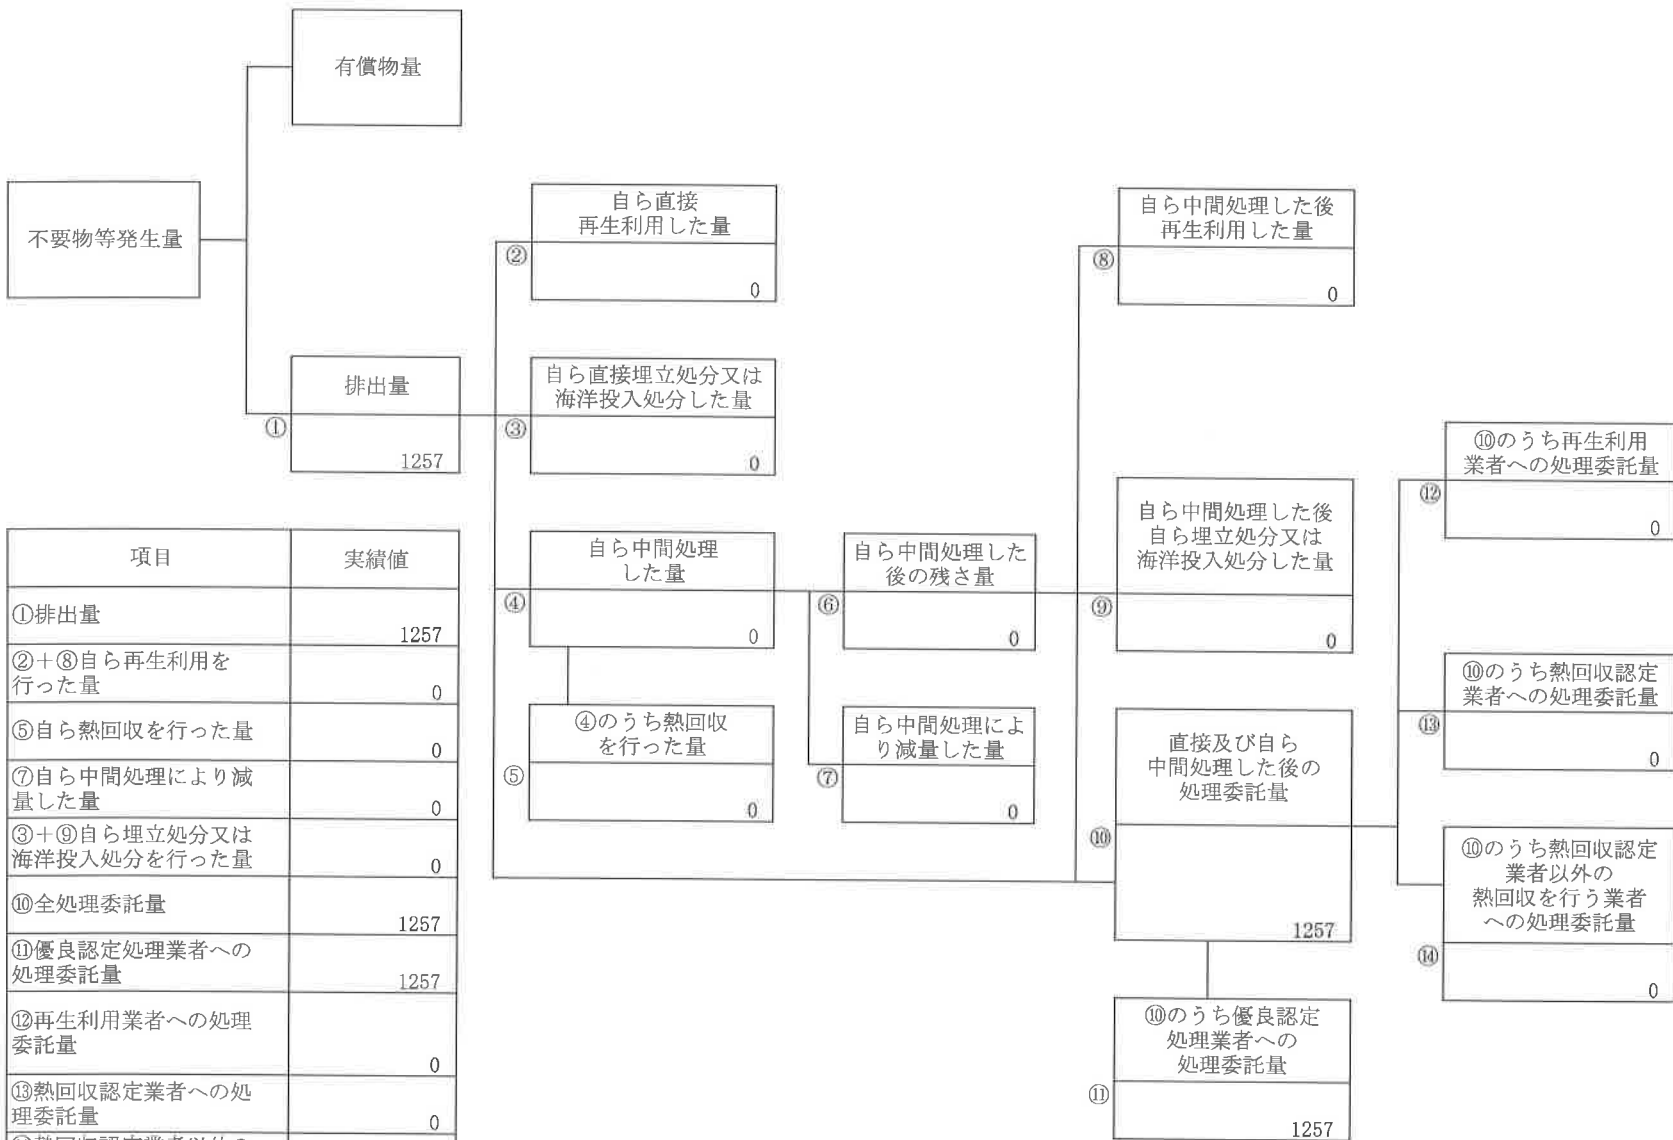 有償物量
不要物等発生量
自ら直接
再生利用した量
②
0
自ら中間処理した後
再生利用した量
⑧
0
排出量
①
1257
自ら直接埋立処分又は
海洋投入処分した量
③
0
⑩のうち再生利用
業者への処理委託量
⑫
0
自ら中間処理
した量
④
0
自ら中間処理した
後の残さ量
⑥
0
自ら中間処理した後
自ら埋立処分又は
海洋投入処分した量
⑨
0
⑩のうち熱回収認定
業者への処理委託量
⑬
0
④のうち熱回収
を行った量
⑤
0
自ら中間処理によ
り減量した量
⑦
0
直接及び自ら
中間処理した後の
処理委託量
⑩
1257
⑩のうち熱回収認定
業者以外の
熱回収を行う業者
への処理委託量
⑭
0
⑩のうち優良認定
処理業者への
処理委託量
⑪
1257
項目 実績値
①排出量
1257
②+⑧自ら再生利用を
行った量
0
⑤自ら熱回収を行った量
0
⑦自ら中間処理により減
量した量
0
③+⑨自ら埋立処分又は
海洋投入処分を行った量
0
⑩全処理委託量
1257
⑪優良認定処理業者への
処理委託量
1257
⑫再生利用業者への処理
委託量
0
⑬熱回収認定業者への処
理委託量
0